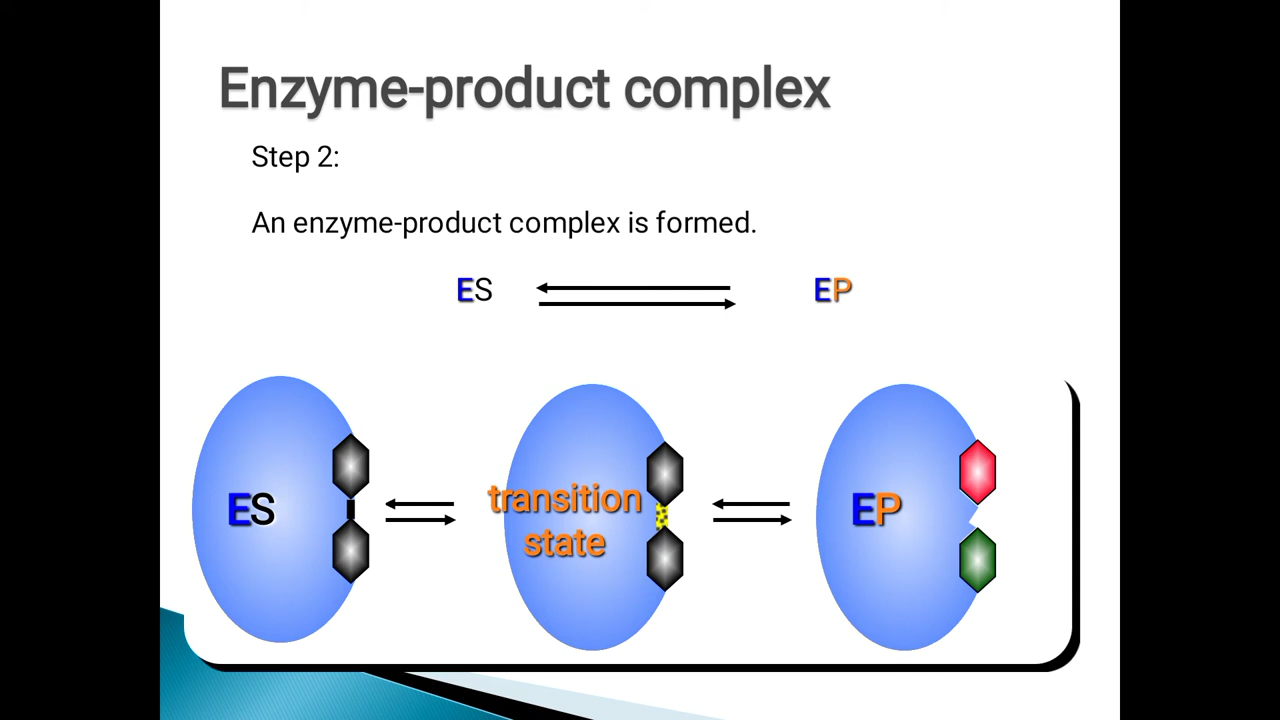 Enzyme-product complex
Step 2:
An enzyme-product complex is formed.
ES EP
ES
transition
state
EP